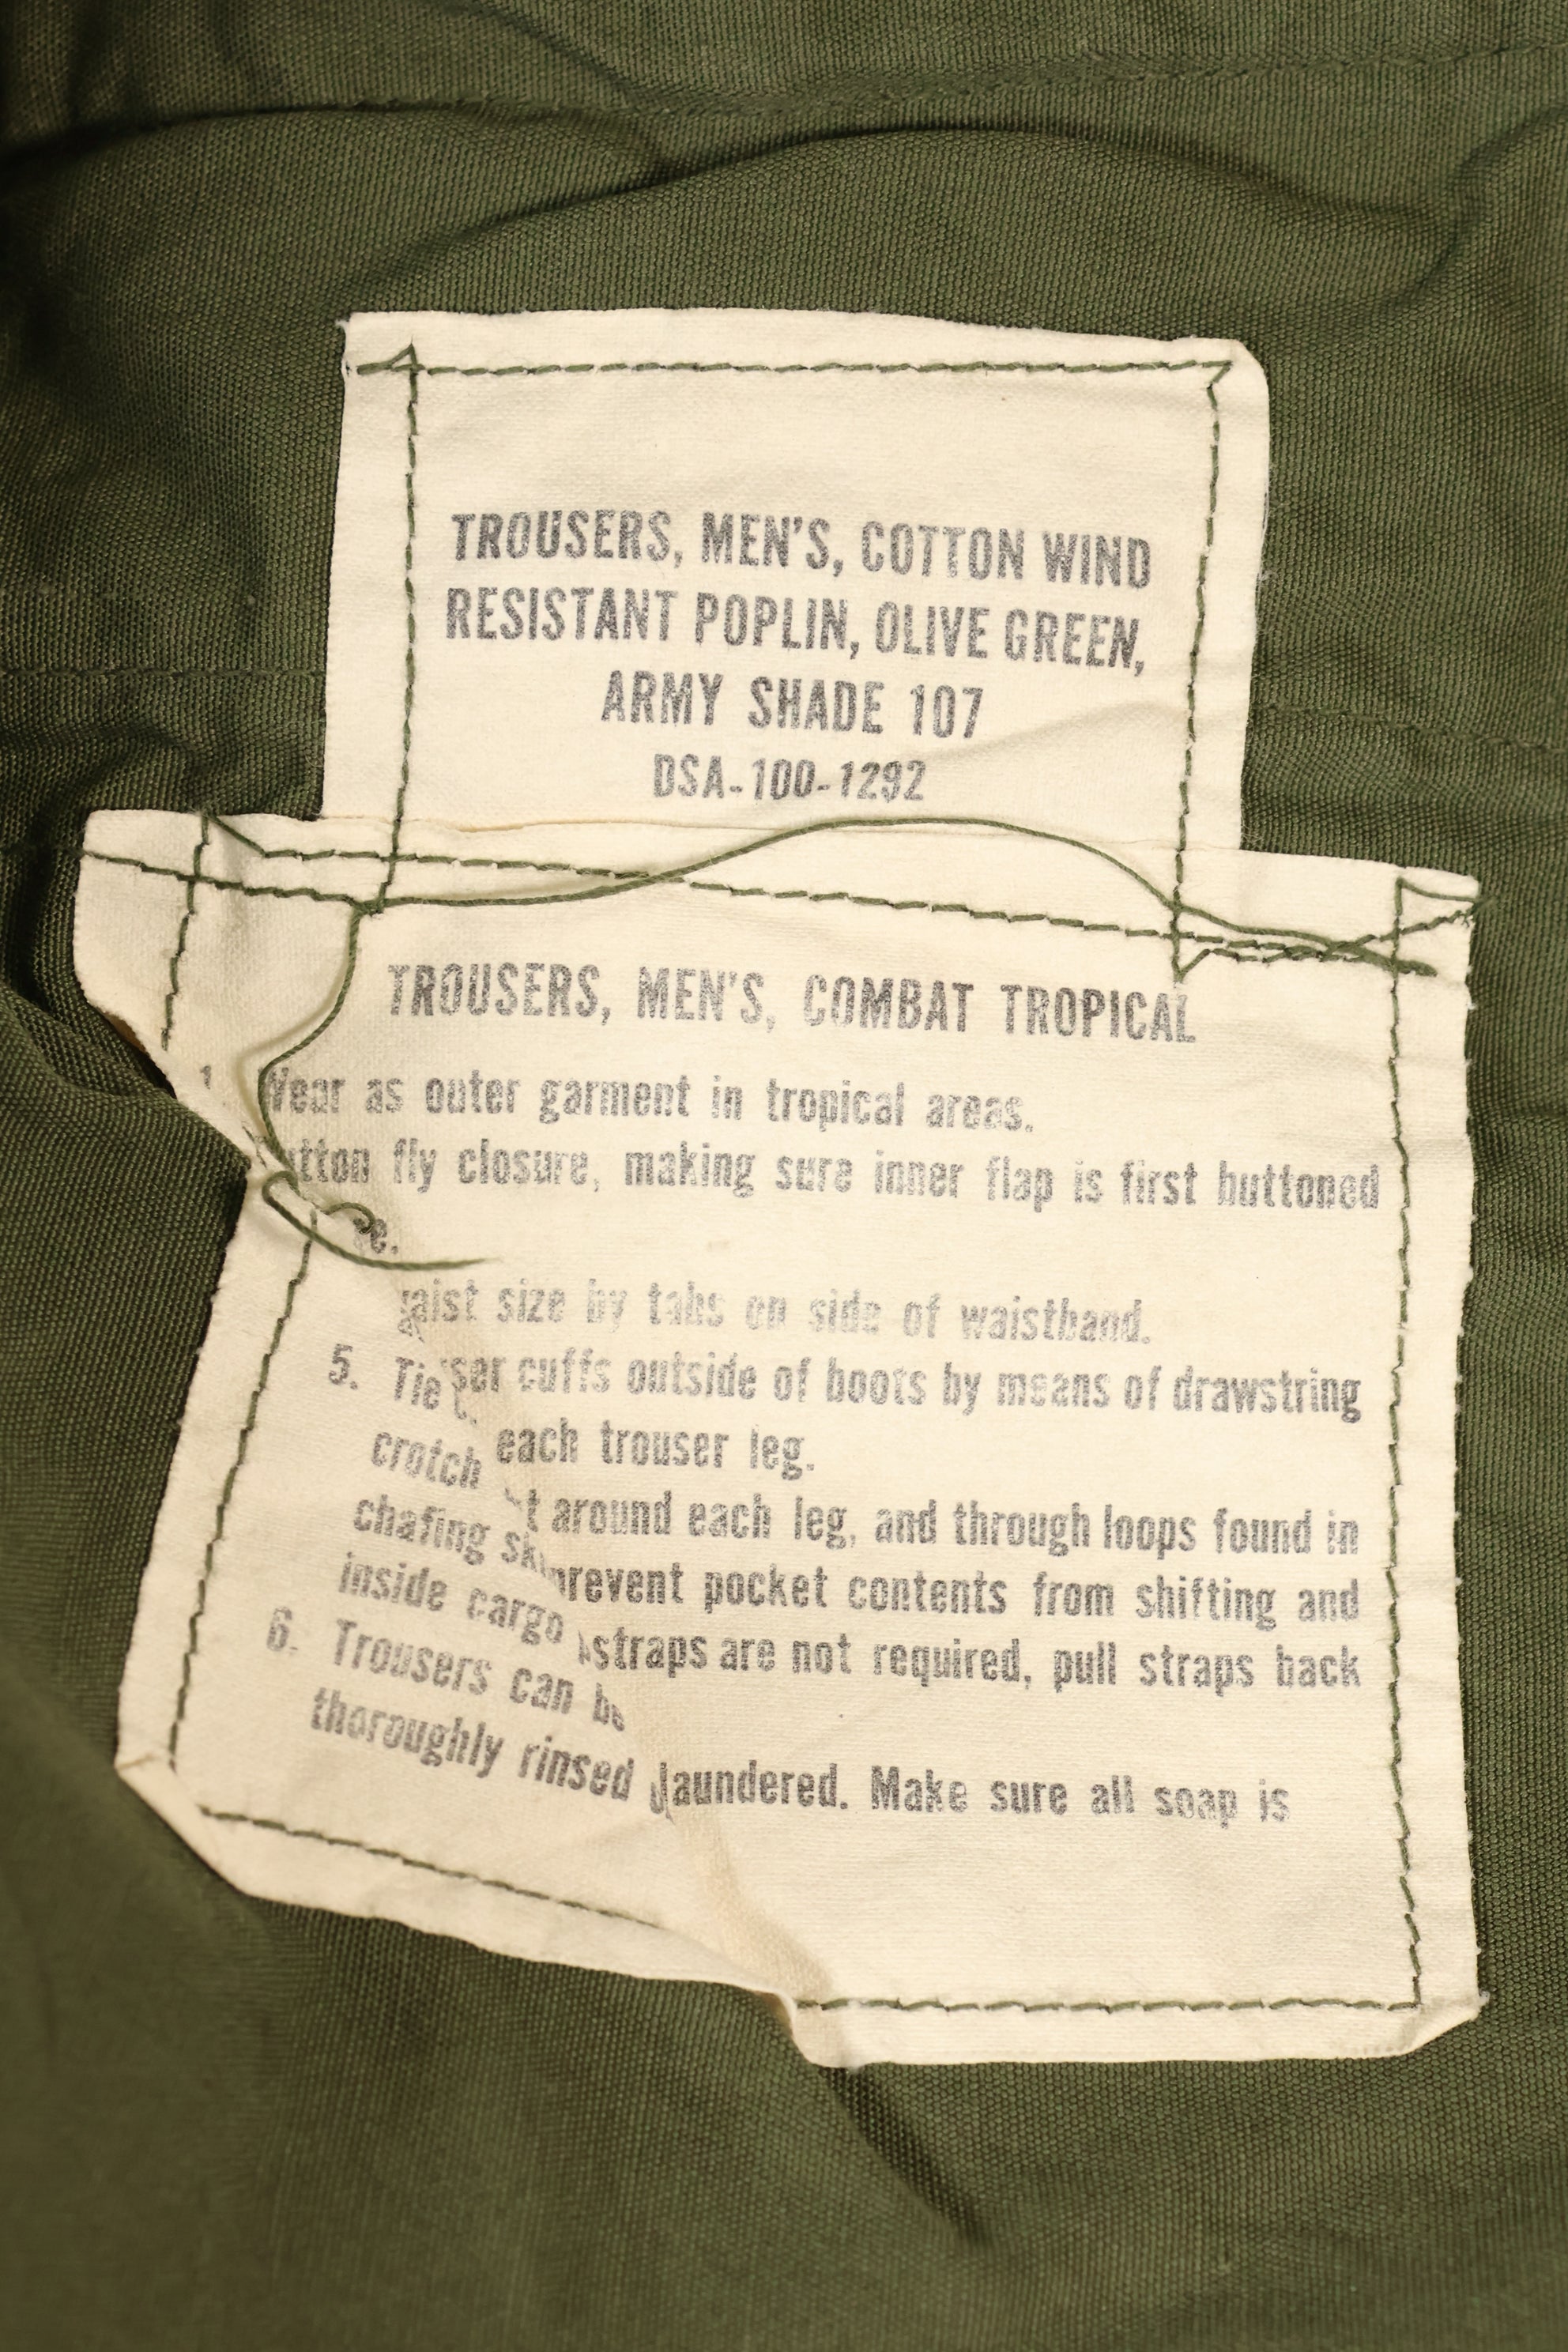 TROUSERS, MEN'S, COTTON WIND
RESISTANT POPLIN, OLIVE GREEN,
ARMY SHADE 107
DSA-100-1292
TROUSERS, MEN'S, COMBAT TROPICAL
1 Wear as outer garment in tropical areas.
fly closure, making sure inner flap is first buttoned
size by tabs on side of waistband.
5. Tie cuffs outside of boots by means of drawstring
crotch each trouser leg.
chafing around each leg, and through loops found in
inside cargo prevent pocket contents from shifting and
straps are not required, pull straps back
6. Trousers can be laundered. Make sure all soap is
thoroughly rinsed